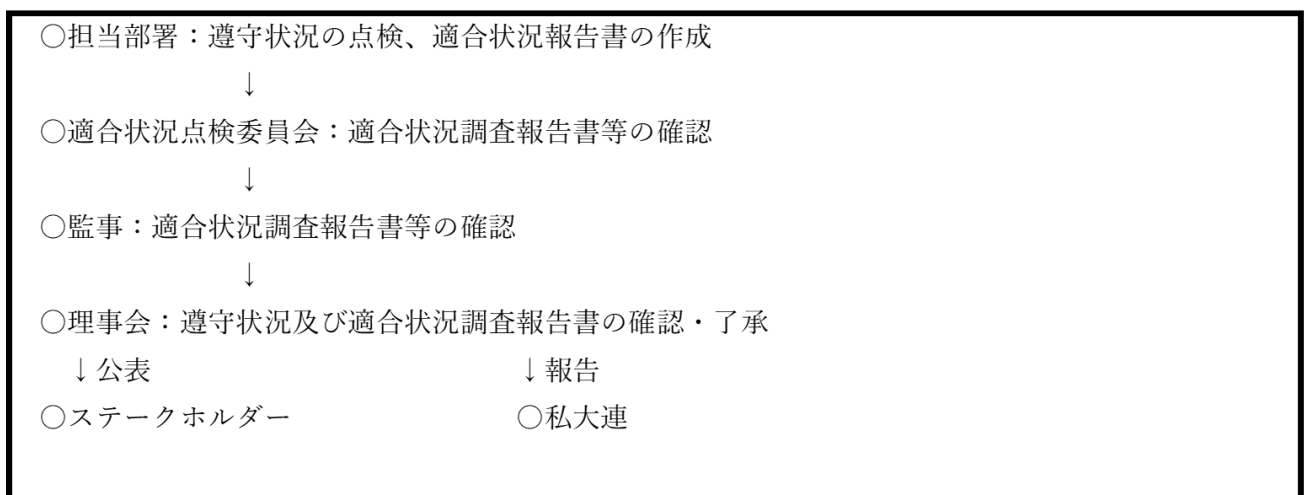 ○担当部署：遵守状況の点検、適合状況報告書の作成
↓
○適合状況点検委員会：適合状況調査報告書等の確認
↓
○監事：適合状況調査報告書等の確認
↓
○理事会：遵守状況及び適合状況調査報告書の確認・了承
↓公表 ↓報告
○ステークホルダー ○私大連